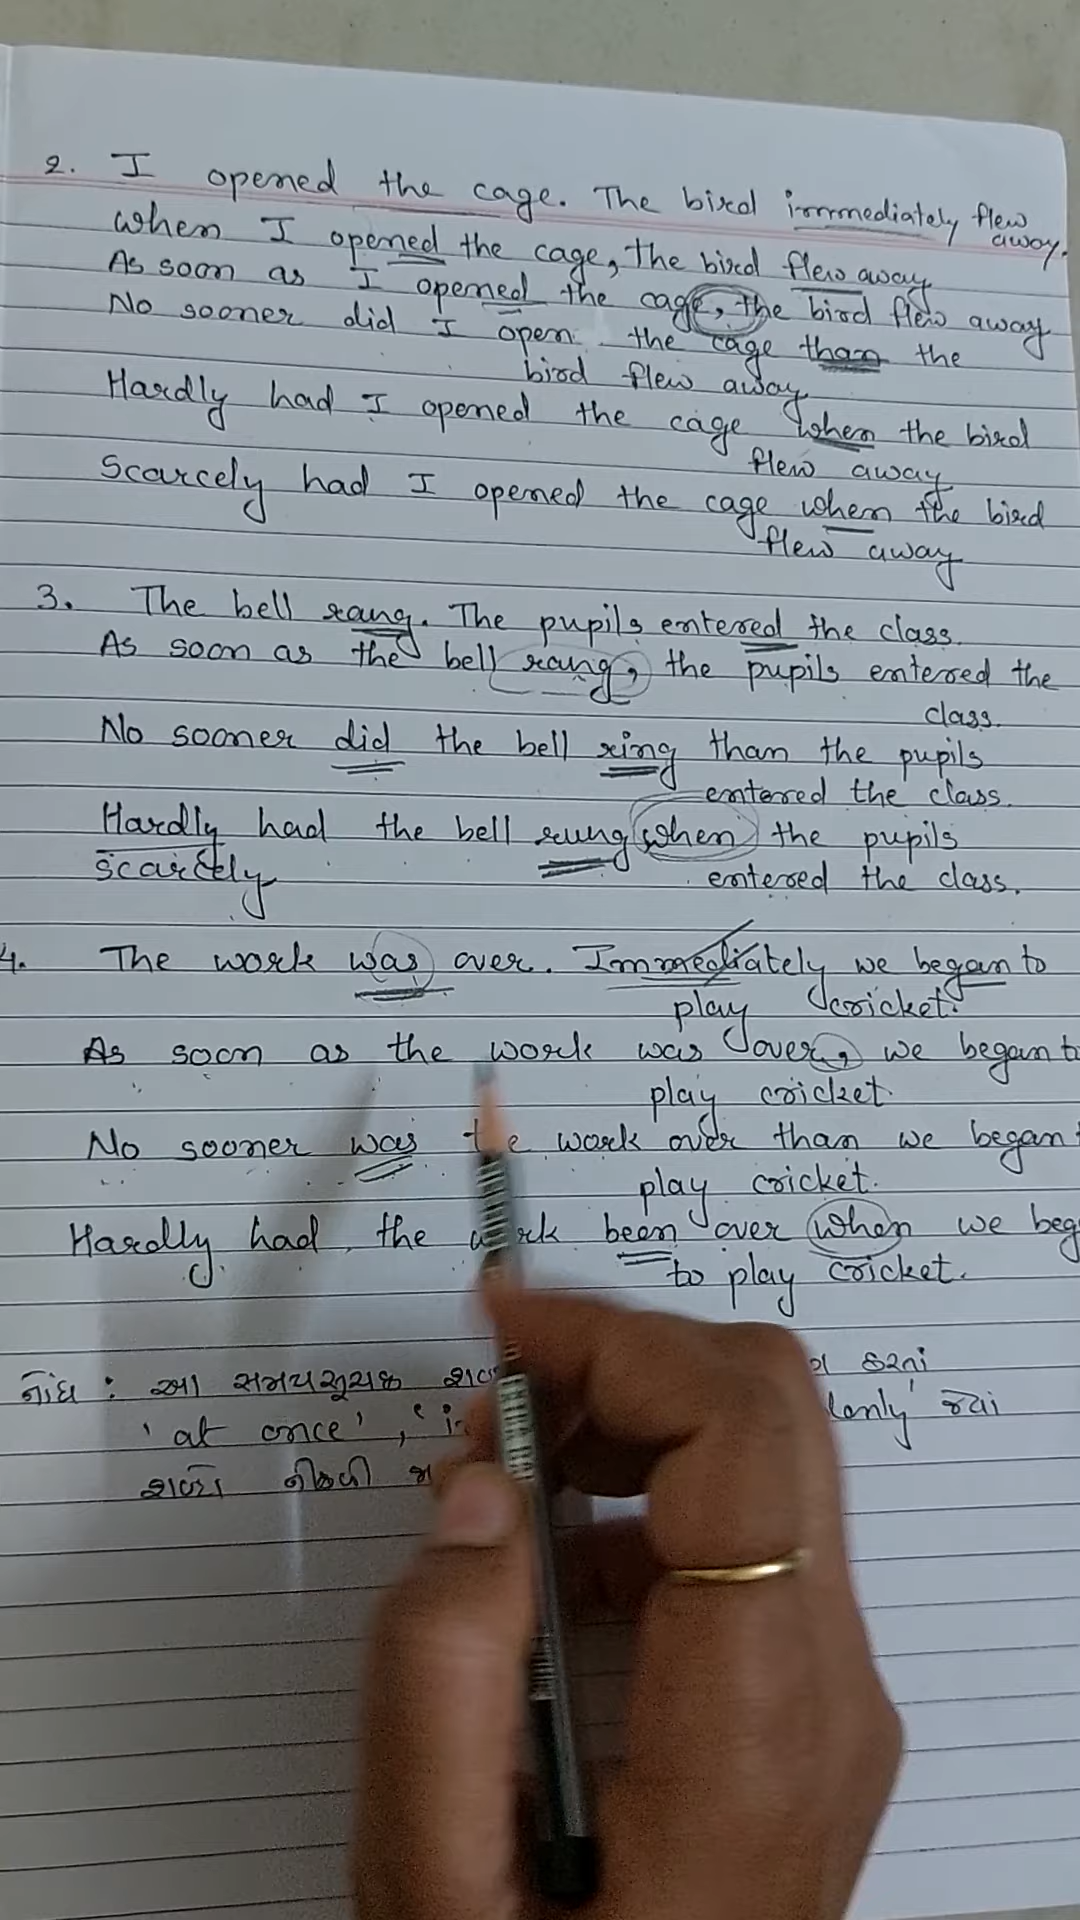 2. I opened the cage. The bird immediately flew
away.
when I opened the cage, the bird flew away
As soon as I opened the cage, the bird flew away
No sooner did I open the cage than the
bird flew away
Hardly had I opened the cage when the bird
flew away
Scarcely had I opened the cage when the bird
flew away
3. The bell rang. The pupils entered the class.
As soon as the bell rang, the pupils entered the
class.
No sooner did the bell ring than the pupils
entered the class.
Hardly had the bell rung when the pupils
scarcely entered the class.
4. The work was over. Immediately we began to
play cricket.
As soon as the work was over, we began to
play cricket.
No sooner was the work over than we began
play cricket.
Hardly had the work been over when we beg
to play cricket.
નોંધ : આ સમયસૂચક કરતાં
'at once', '
શબ્દો નીકળી